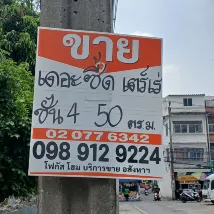 ขาย
เดอะซี้ด เศร์เร่
ชั้น 4 50 ตร.ม.
02 077 6342
098 912 9224
โฟกัส โฮม บริการขาย อสังหาฯ